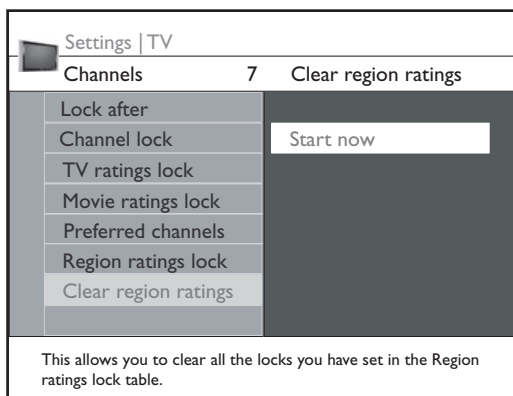 Settings | TV
Channels 7 Clear region ratings
Lock after
Channel lock
Start now
TV ratings lock
Movie ratings lock
Preferred channels
Region ratings lock
Clear region ratings
This allows you to clear all the locks you have set in the Region
ratings lock table.